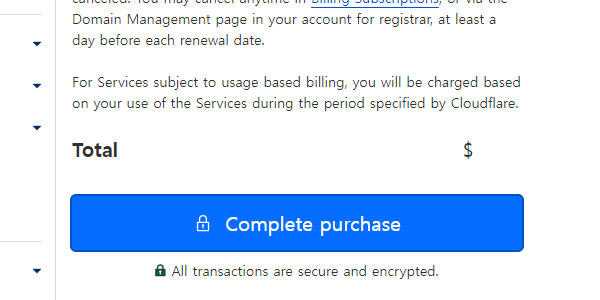 canceled. You may cancel anytime in Billing Subscriptions, or via the
Domain Management page in your account for registrar, at least a
day before each renewal date.
For Services subject to usage based billing, you will be charged based
on your use of the Services during the period specified by Cloudflare.
Total $
Complete purchase
All transactions are secure and encrypted.